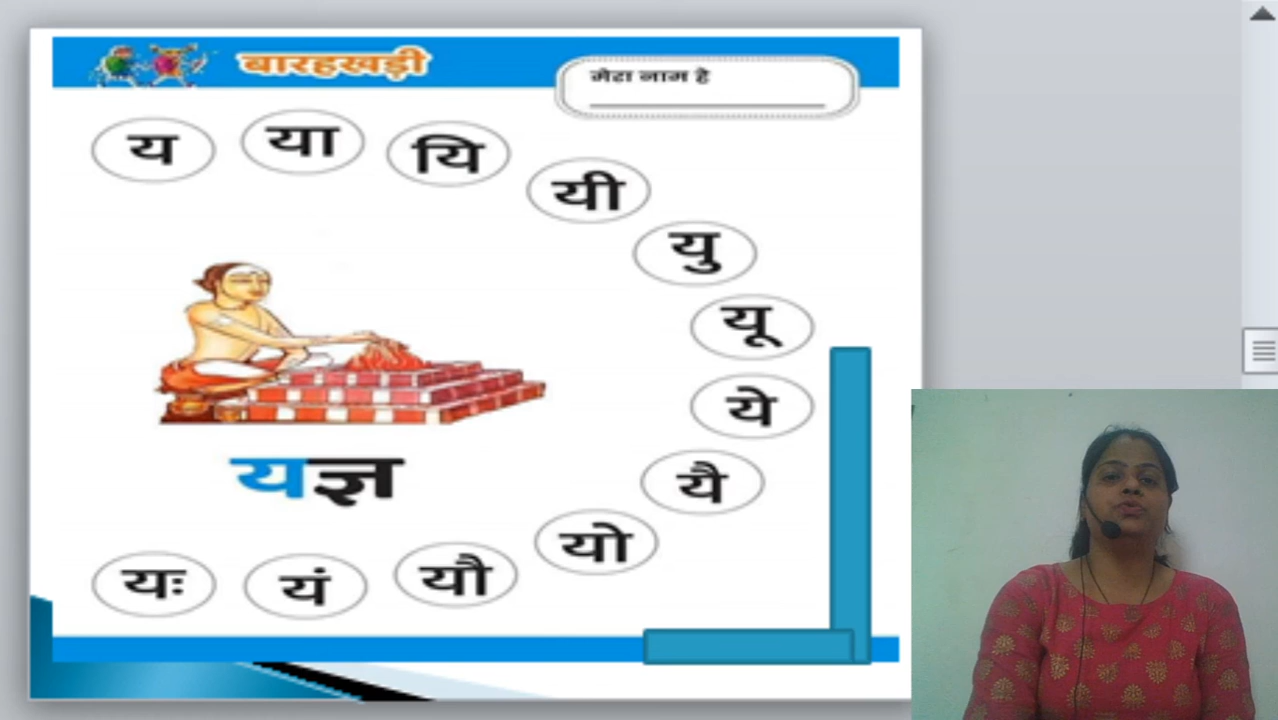 बारहखड़ी
मेरा नाम है
य या यि
यी
यु
यू
ये
यै
यो
यौ
यं
यः
यज्ञ